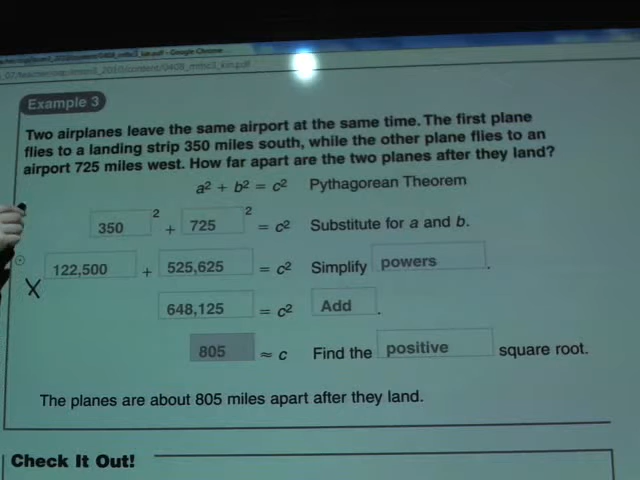 Google Chrome
Example 3
Two airplanes leave the same airport at the same time. The first plane
flies to a landing strip 350 miles south, while the other plane flies to an
airport 725 miles west. How far apart are the two planes after they land?
a² + b² = c² Pythagorean Theorem
350² + 725² = c² Substitute for a and b.
122,500 + 525,625 = c² Simplify powers.
X
648,125 = c² Add.
805 ≈ c Find the positive square root.
The planes are about 805 miles apart after they land.
Check It Out!